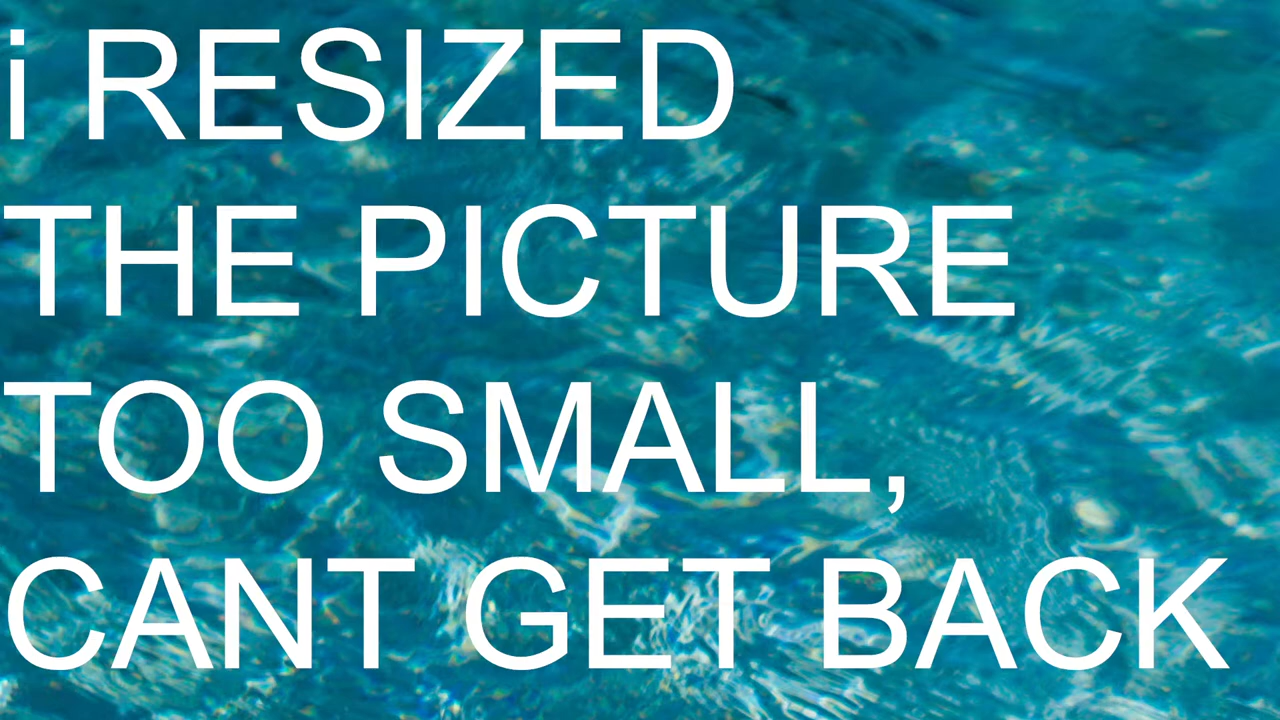 i RESIZED
THE PICTURE
TOO SMALL,
CANT GET BACK